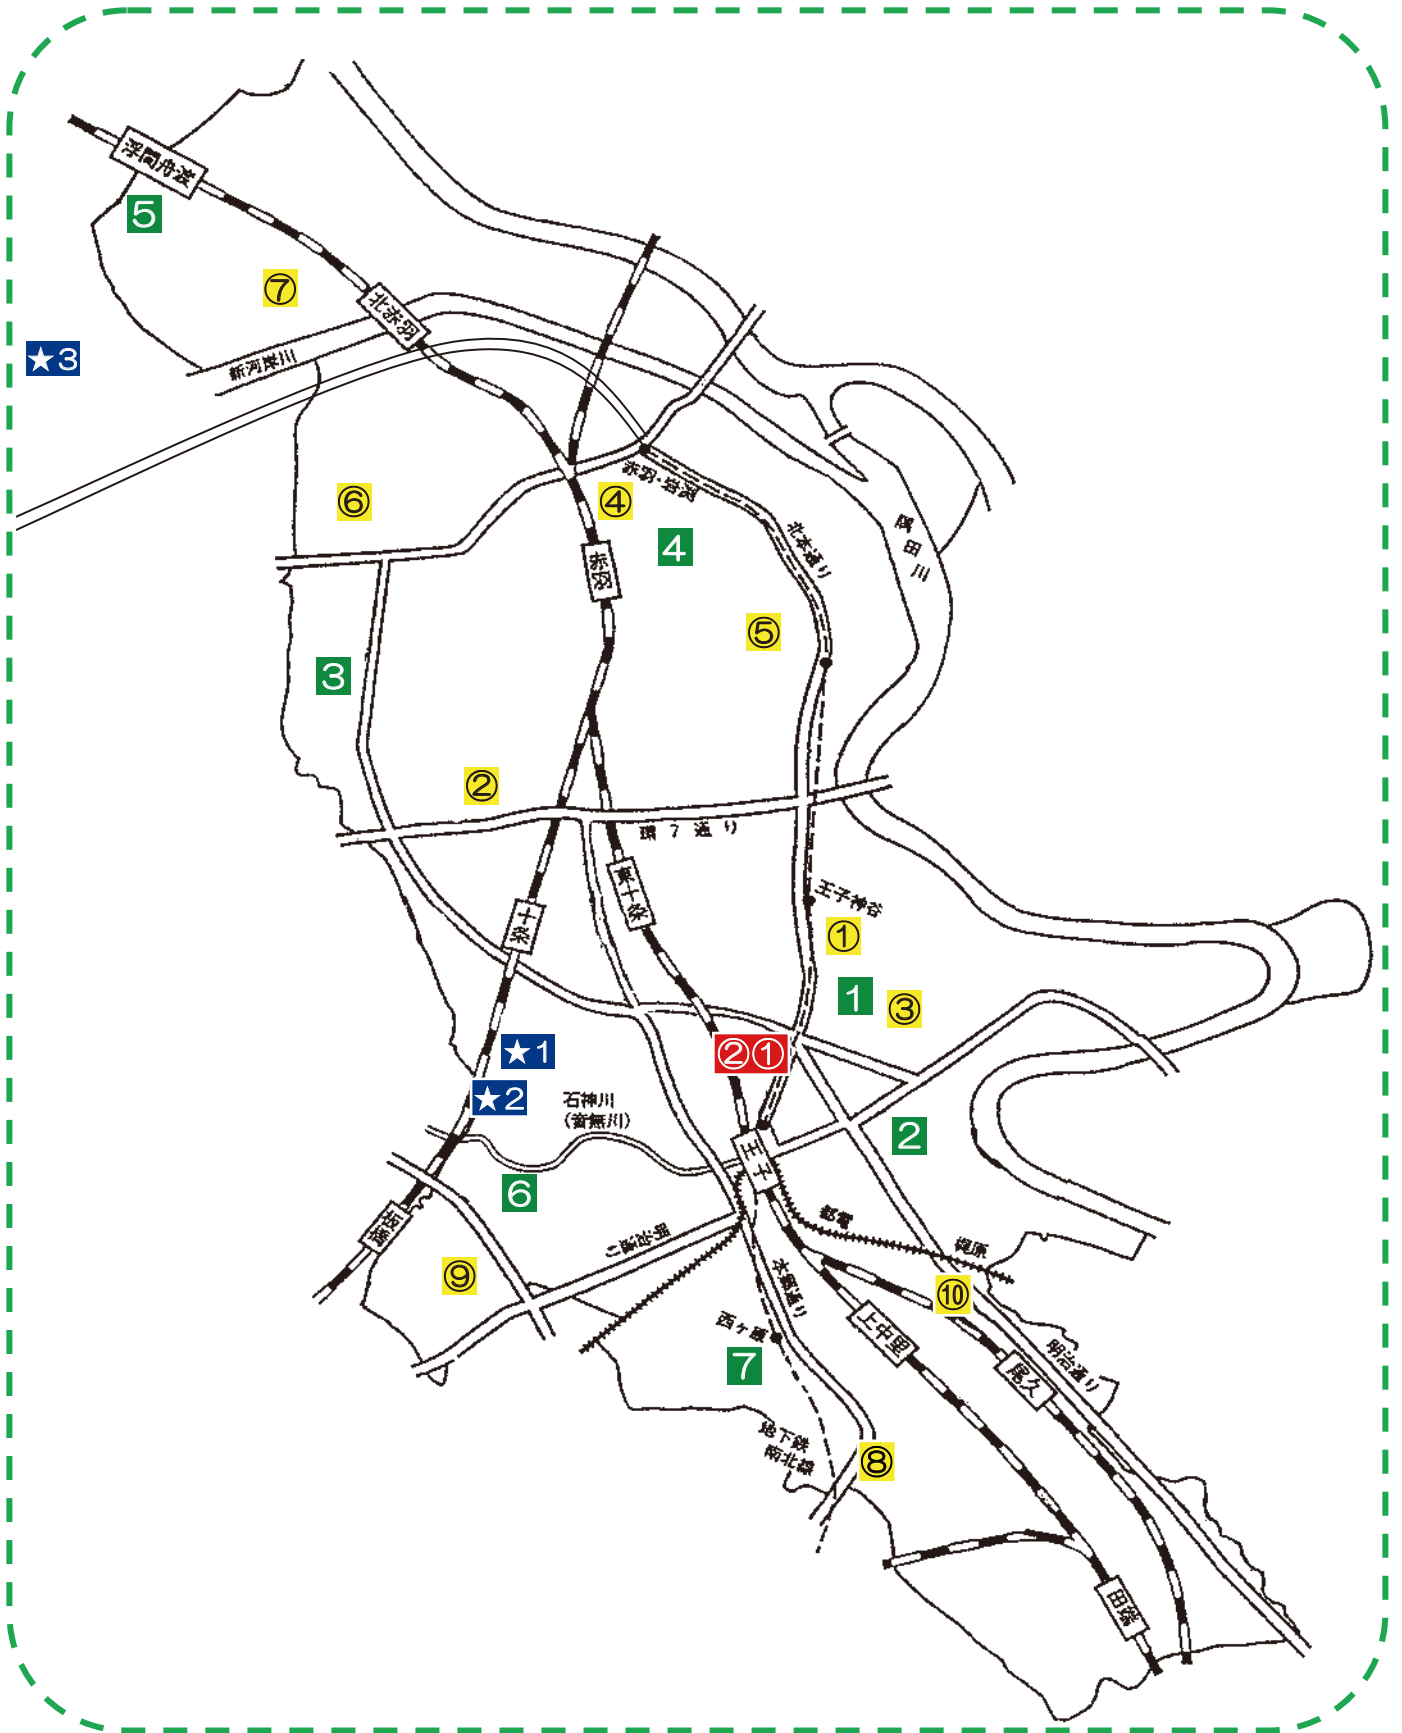 浮間舟渡
5
⑦
北赤羽
★3
新河岸川
赤羽・岩渕
⑥
④
4
北本通り
隅田川
赤羽
⑤
3
②
環7通り
東十条
十条
王子神谷
①
1
③
②①
★1
★2
石神川
(音無川)
2
王子
6
都電
梶原
板橋
明治通り
⑨
本郷通り
⑩
上中里
西ヶ原
7
尾久
明治通り
地下鉄
南北線
⑧
田端